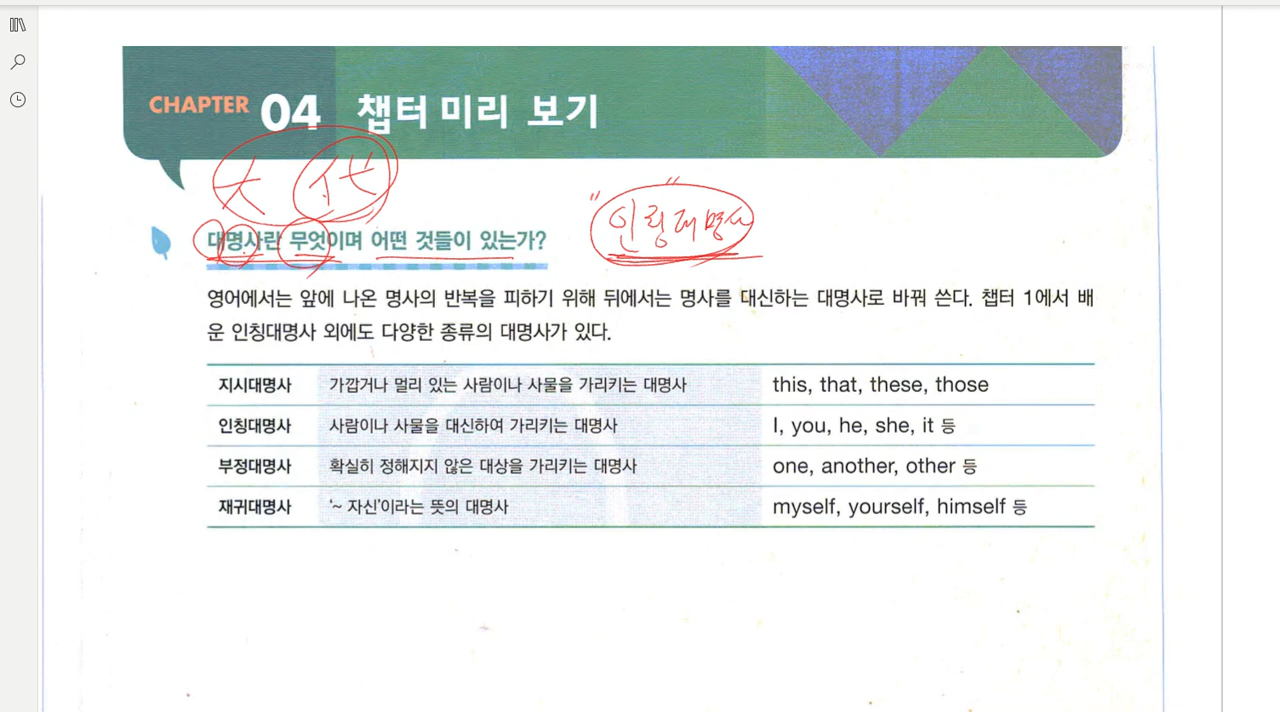 CHAPTER 04 챕터 미리 보기
大 代
"인칭대명사"
대명사란 무엇이며 어떤 것들이 있는가?
영어에서는 앞에 나온 명사의 반복을 피하기 위해 뒤에서는 명사를 대신하는 대명사로 바꿔 쓴다. 챕터 1에서 배
운 인칭대명사 외에도 다양한 종류의 대명사가 있다.
지시대명사 가깝거나 멀리 있는 사람이나 사물을 가리키는 대명사 this, that, these, those
인칭대명사 사람이나 사물을 대신하여 가리키는 대명사 I, you, he, she, it 등
부정대명사 확실히 정해지지 않은 대상을 가리키는 대명사 one, another, other 등
재귀대명사 '~ 자신'이라는 뜻의 대명사 myself, yourself, himself 등